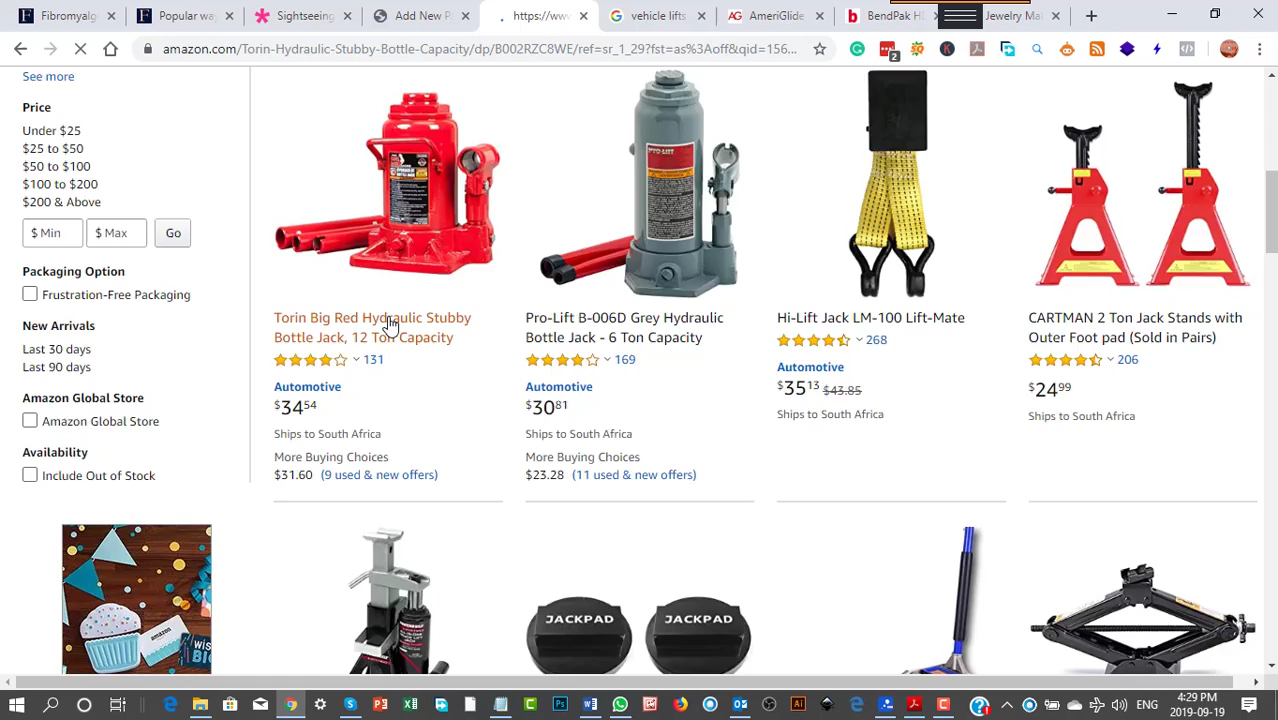 Fibromyalg
Popular wa
Sightseeing
Add New Po
https://www
vehicle lifts
AmeriGlide
BendPak H
Jewelry Ma
amazon.com/Torin-Hydraulic-Stubby-Bottle-Capacity/dp/B002RZC8WE/ref=sr_1_29?fst=as%3Aoff&qid=156...
2
See more
Price
Under $25
$25 to $50
$50 to $100
$100 to $200
$200 & Above
$ Min
$ Max
Go
Packaging Option
Frustration-Free Packaging
New Arrivals
Last 30 days
Last 90 days
Amazon Global Store
Amazon Global Store
Availability
Include Out of Stock
Torin Big Red Hydraulic Stubby
Bottle Jack, 12 Ton Capacity
131
Automotive
$34.54
Ships to South Africa
More Buying Choices
$31.60 (9 used & new offers)
PRO-LIFT
Pro-Lift B-006D Grey Hydraulic
Bottle Jack - 6 Ton Capacity
169
Automotive
$30.81
Ships to South Africa
More Buying Choices
$23.28 (11 used & new offers)
Hi-Lift Jack LM-100 Lift-Mate
268
Automotive
$35.13 $43.85
Ships to South Africa
CARTMAN 2 Ton Jack Stands with
Outer Foot pad (Sold in Pairs)
206
$24.99
Ships to South Africa
amazon
JACKPAD
JACKPAD
ENG
4:29 PM
2019-09-19